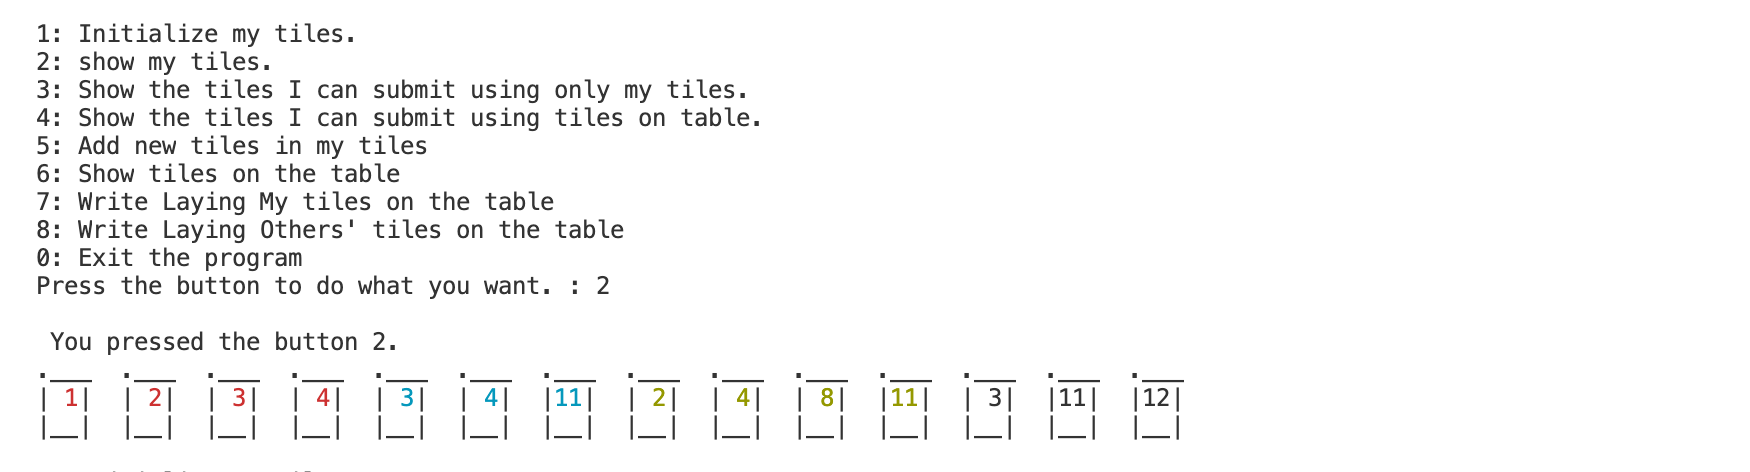 1: Initialize my tiles.
2: show my tiles.
3: Show the tiles I can submit using only my tiles.
4: Show the tiles I can submit using tiles on table.
5: Add new tiles in my tiles
6: Show tiles on the table
7: Write Laying My tiles on the table
8: Write Laying Others' tiles on the table
0: Exit the program
Press the button to do what you want. : 2
You pressed the button 2.
.___ .___ .___ .___ .___ .___ .___ .___ .___ .___ .___ .___ .___ .___
| 1| | 2| | 3| | 4| | 3| | 4| |11| | 2| | 4| | 8| |11| | 3| |11| |12|
|__| |__| |__| |__| |__| |__| |__| |__| |__| |__| |__| |__| |__| |__|